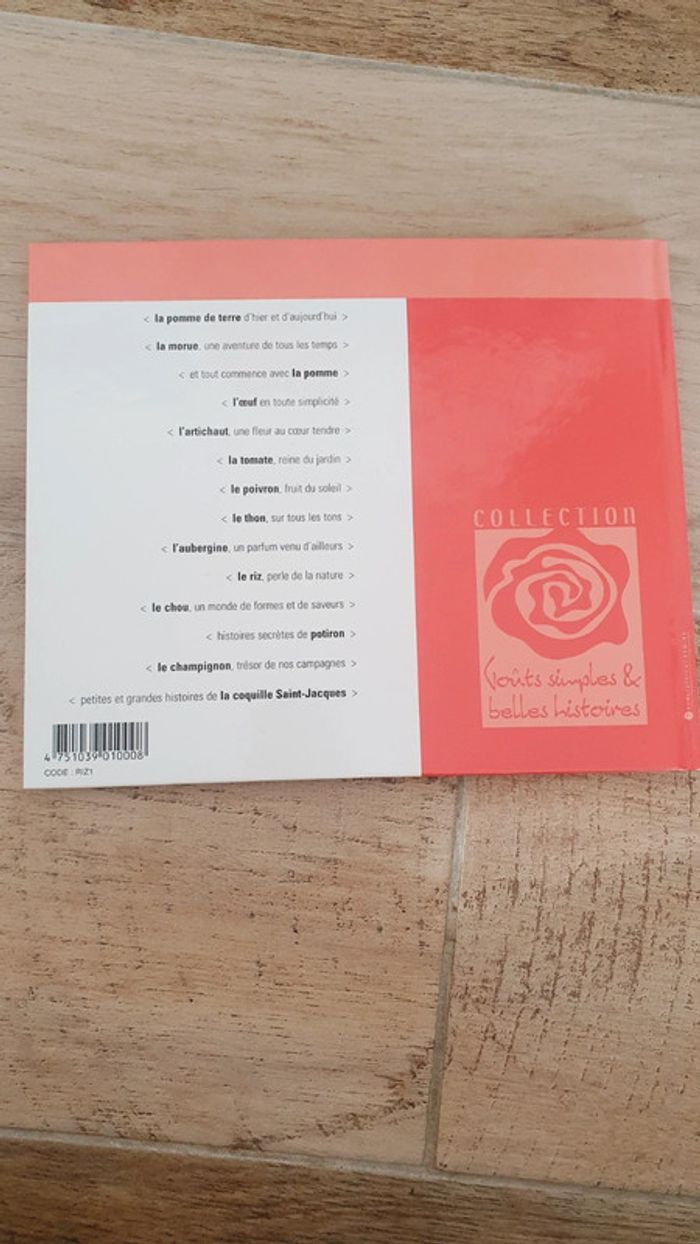 < la pomme de terre d'hier et d'aujourd'hui >
< la morue, une aventure de tous les temps >
< et tout commence avec la pomme >
< l'œuf en toute simplicité >
< l'artichaut, une fleur au cœur tendre >
< la tomate, reine du jardin >
< le poivron, fruit du soleil >
< le thon, sur tous les tons >
< l'aubergine, un parfum venu d'ailleurs >
< le riz, perle de la nature >
< le chou, un monde de formes et de saveurs >
< histoires secrètes de potiron >
< le champignon, trésor de nos campagnes >
< petites et grandes histoires de la coquille Saint-Jacques >
4 751039 010008
CODE : RIZ1
COLLECTION
Goûts simples &
belles histoires